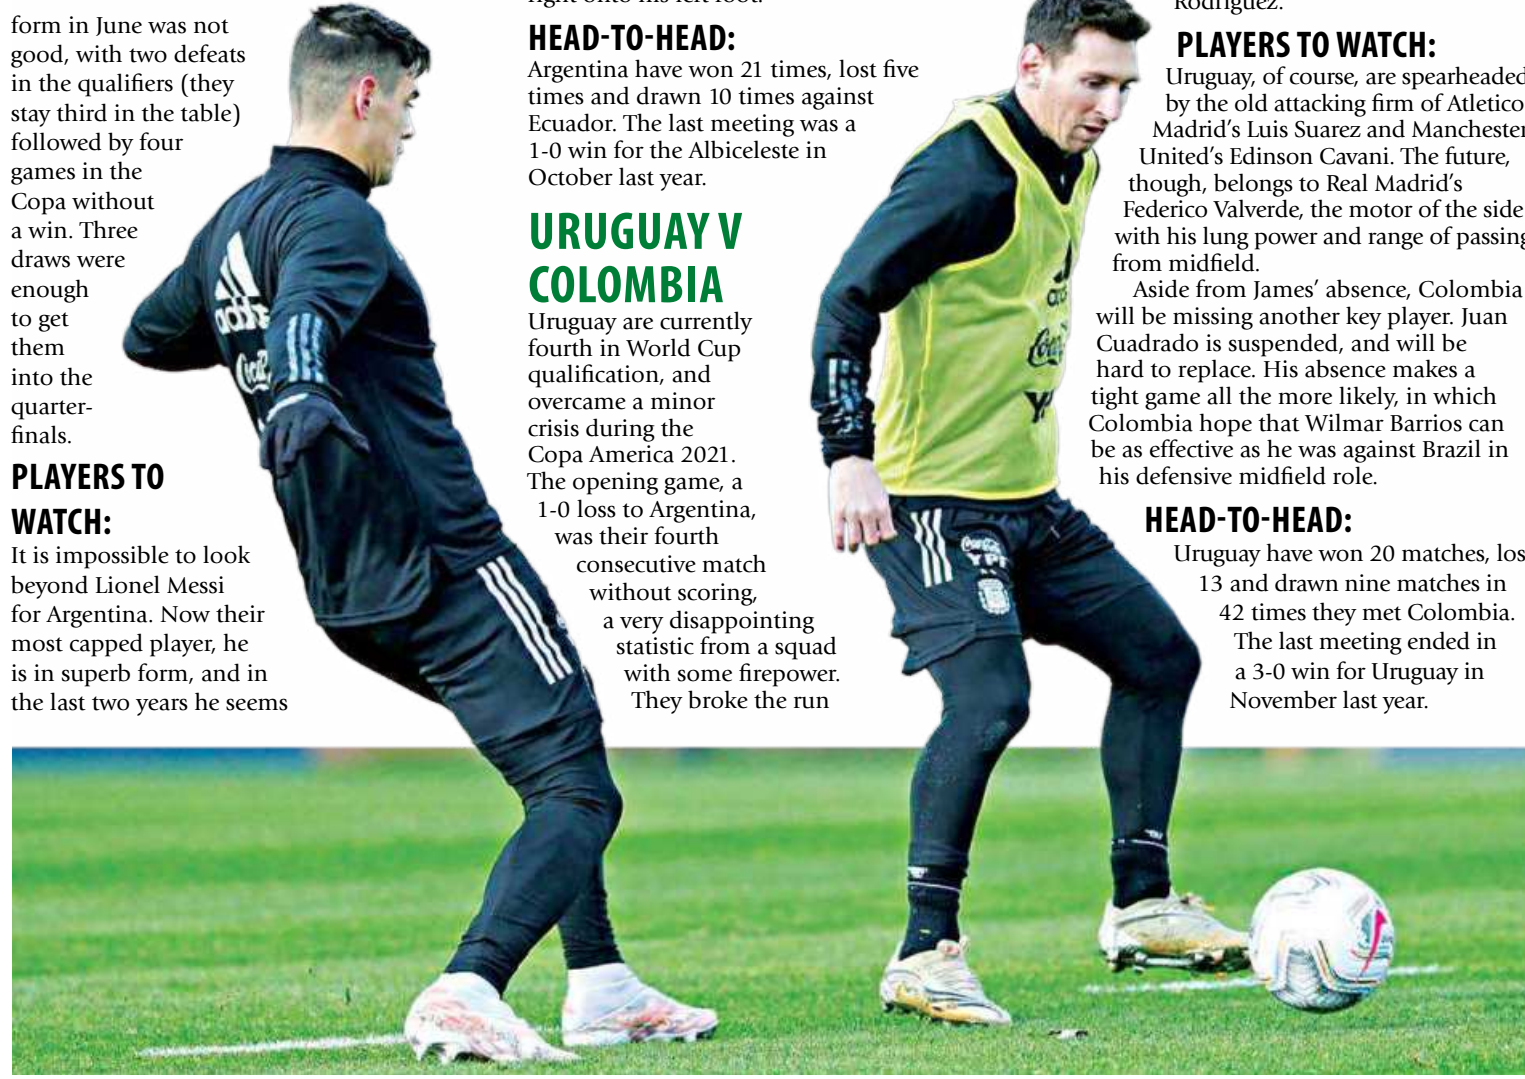 form in June was not
good, with two defeats
in the qualifiers (they
stay third in the table)
followed by four
games in the
Copa without
a win. Three
draws were
enough
to get
them
into the
quarter-
finals.
PLAYERS TO
WATCH:
It is impossible to look
beyond Lionel Messi
for Argentina. Now their
most capped player, he
is in superb form, and in
the last two years he seems
right onto his left foot.
HEAD-TO-HEAD:
Argentina have won 21 times, lost five
times and drawn 10 times against
Ecuador. The last meeting was a
1-0 win for the Albiceleste in
October last year.
URUGUAY V
COLOMBIA
Uruguay are currently
fourth in World Cup
qualification, and
overcame a minor
crisis during the
Copa America 2021.
The opening game, a
1-0 loss to Argentina,
was their fourth
consecutive match
without scoring,
a very disappointing
statistic from a squad
with some firepower.
They broke the run
Rodriguez.
PLAYERS TO WATCH:
Uruguay, of course, are spearheaded
by the old attacking firm of Atletico
Madrid's Luis Suarez and Manchester
United's Edinson Cavani. The future,
though, belongs to Real Madrid's
Federico Valverde, the motor of the side
with his lung power and range of passing
from midfield.
Aside from James' absence, Colombia
will be missing another key player. Juan
Cuadrado is suspended, and will be
hard to replace. His absence makes a
tight game all the more likely, in which
Colombia hope that Wilmar Barrios can
be as effective as he was against Brazil in
his defensive midfield role.
HEAD-TO-HEAD:
Uruguay have won 20 matches, los
13 and drawn nine matches in
42 times they met Colombia.
The last meeting ended in
a 3-0 win for Uruguay in
November last year.